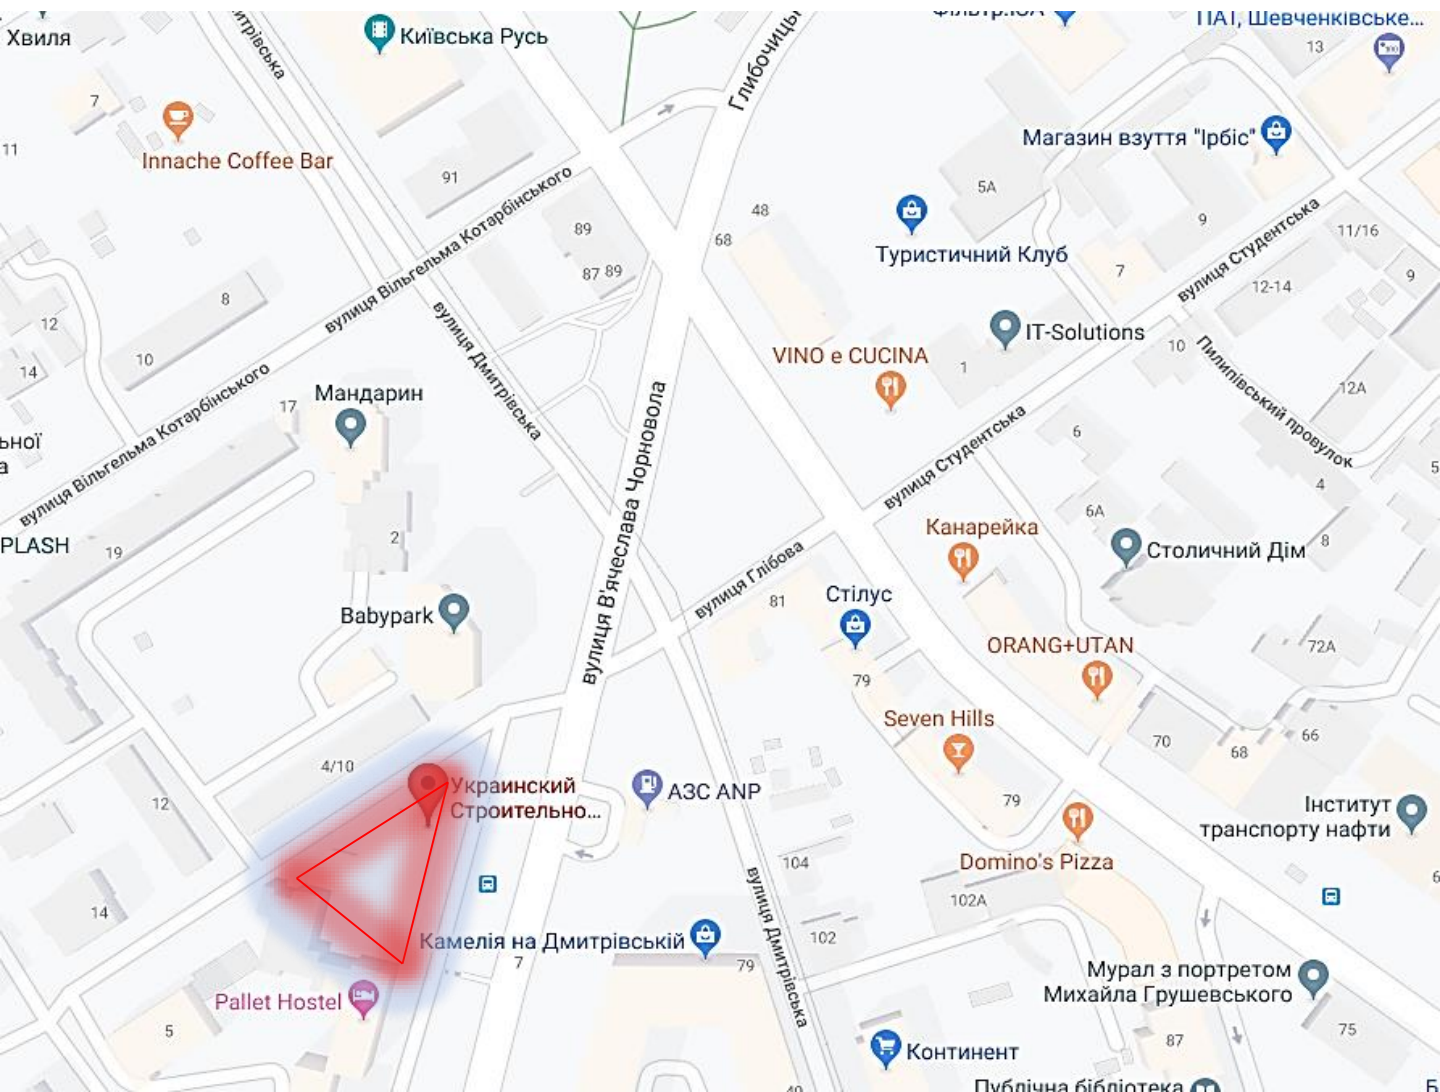 Хвиля
Київська Русь
ПАТ, Шевченківське...
13
7
Глибочицьк
Магазин взуття "Ірбіс"
11
Innache Coffee Bar
91
5А
48
9
вулиця Студентська
11/16
89
вулиця Вільгельма Котарбінського
68
Туристичний Клуб
87 89
7
12-14
9
8
12
вулиця Дмитрівська
IT-Solutions
10
VINO e CUCINA
10
14
1
Пилипівський провулок
12А
Мандарин
17
вулиця Вільгельма Котарбінського
вулиця В'ячеслава Чорновола
вулиця Студентська
6
ьної
а
5
4
6А
PLASH
19
2
Канарейка
Столичний Дім
8
вулиця Глібова
81
Стілус
Babypark
ORANG+UTAN
72А
79
Seven Hills
66
70
68
4/10
Украинский
Строительно...
АЗС ANP
12
79
Інститут
транспорту нафти
104
Domino's Pizza
6
102А
14
вулиця Дмитрівська
Камелія на Дмитрівській
102
7
79
Мурал з портретом
Михайла Грушевського
Pallet Hostel
5
75
87
Континент
Публічна бібліотека